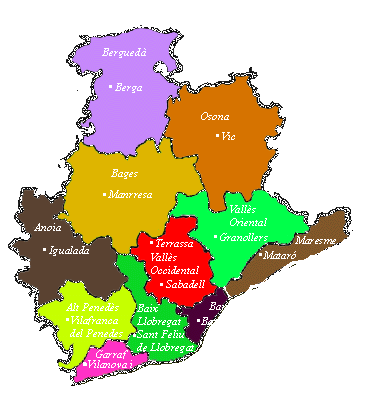 Berguedà
Berga
Osona
Vic
Bages
Manrresa
Vallès
Oriental
Granollers
Anoia
Igualada
Maresme
Mataró
Terrassa
Vallès
Occidental
Sabadell
Alt Penedès
Vilafranca
del Penedès
Baix
Llobregat
Sant Feliu
de Llobregat
Garraf
Vilanova i